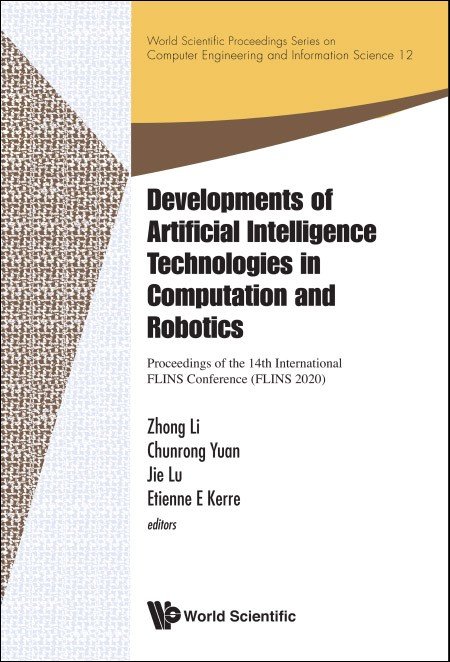 World Scientific Proceedings Series on
Computer Engineering and Information Science 12
Developments of
Artificial Intelligence
Technologies in
Computation and
Robotics
Proceedings of the 14th International
FLINS Conference (FLINS 2020)
Zhong Li
Chunrong Yuan
Jie Lu
Etienne E Kerre
editors
World Scientific